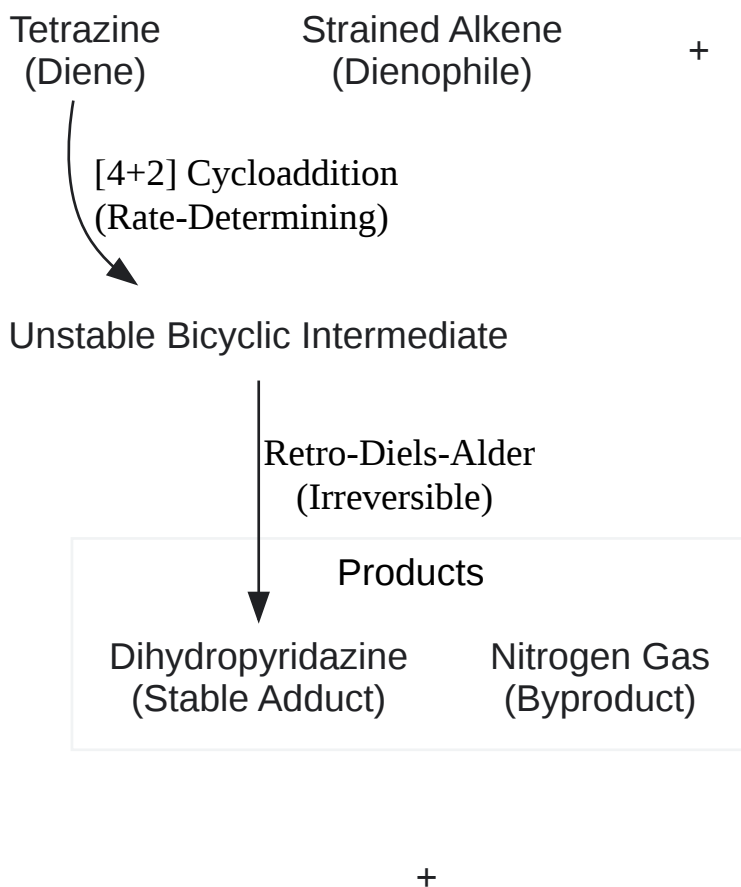 Tetrazine
(Diene)
Strained Alkene
(Dienophile)
+
[4+2] Cycloaddition
(Rate-Determining)
Unstable Bicyclic Intermediate
Retro-Diels-Alder
(Irreversible)
Products
Dihydropyridazine
(Stable Adduct)
Nitrogen Gas
(Byproduct)
+